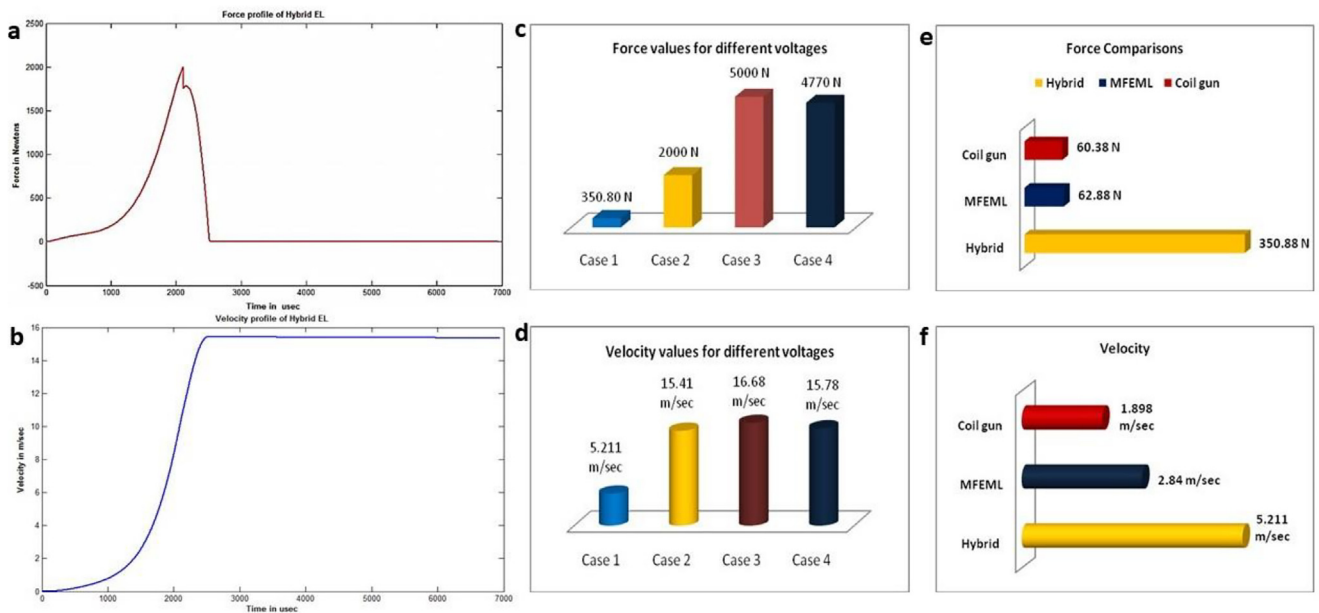 a
Force profile of Hybrid EL
2500
2000
1500
1000
500
0
-500
Force in Newtons
0 1000 2000 3000 4000 5000 6000 7000
Time in usec
b
Velocity profile of Hybrid EL
16
14
12
10
8
6
4
2
0
Velocity in m/sec
0 1000 2000 3000 4000 5000 6000 7000
Time in usec
c
Force values for different voltages
350.80 N
2000 N
5000 N
4770 N
Case 1 Case 2 Case 3 Case 4
d
Velocity values for different voltages
5.211
m/sec
15.41
m/sec
16.68
m/sec
15.78
m/sec
Case 1 Case 2 Case 3 Case 4
e
Force Comparisons
Hybrid MFEML Coil gun
Coil gun 60.38 N
MFEML 62.88 N
Hybrid 350.88 N
f
Velocity
Coil gun 1.898
m/sec
MFEML 2.84 m/sec
Hybrid 5.211
m/sec